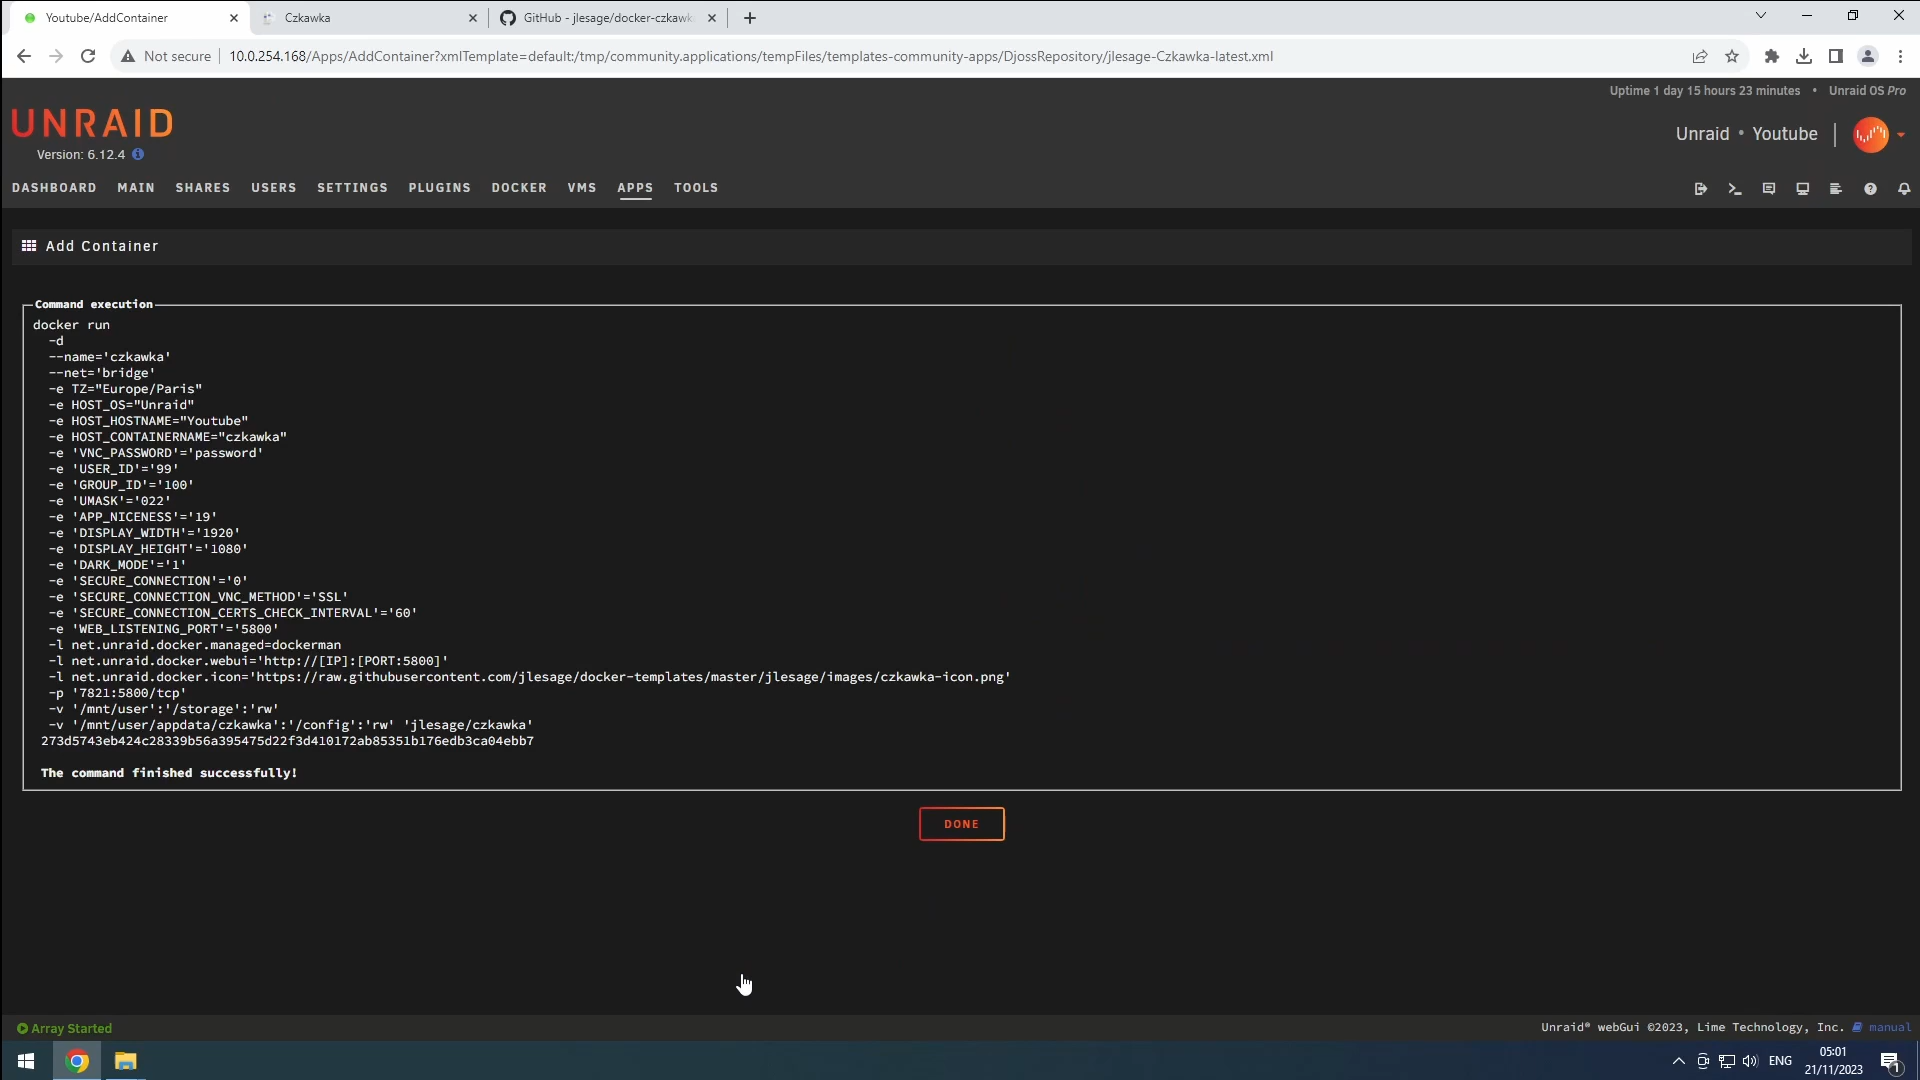 Youtube/AddContainer
Czkawka
GitHub - jlesage/docker-czkawk
Not secure
10.0.254.168/Apps/AddContainer?xmlTemplate=default:/tmp/community.applications/tempFiles/templates-community-apps/DjossRepository/jlesage-Czkawka-latest.xml
Uptime 1 day 15 hours 23 minutes • Unraid OS Pro
UNRAID
Version: 6.12.4
Unraid • Youtube
DASHBOARD MAIN SHARES USERS SETTINGS PLUGINS DOCKER VMS APPS TOOLS
Add Container
Command execution
docker run
-d
--name='czkawka'
--net='bridge'
-e TZ="Europe/Paris"
-e HOST_OS="Unraid"
-e HOST_HOSTNAME="Youtube"
-e HOST_CONTAINERNAME="czkawka"
-e 'VNC_PASSWORD'='password'
-e 'USER_ID'='99'
-e 'GROUP_ID'='100'
-e 'UMASK'='022'
-e 'APP_NICENESS'='19'
-e 'DISPLAY_WIDTH'='1920'
-e 'DISPLAY_HEIGHT'='1080'
-e 'DARK_MODE'='1'
-e 'SECURE_CONNECTION'='0'
-e 'SECURE_CONNECTION_VNC_METHOD'='SSL'
-e 'SECURE_CONNECTION_CERTS_CHECK_INTERVAL'='60'
-e 'WEB_LISTENING_PORT'='5800'
-l net.unraid.docker.managed=dockerman
-l net.unraid.docker.webui='http://[IP]:[PORT:5800]'
-l net.unraid.docker.icon='https://raw.githubusercontent.com/jlesage/docker-templates/master/jlesage/images/czkawka-icon.png'
-p '7821:5800/tcp'
-v '/mnt/user':'/storage':'rw'
-v '/mnt/user/appdata/czkawka':'/config':'rw' 'jlesage/czkawka'
273d5743eb424c28339b56a395475d22f3d410172ab85351b176edb3ca04ebb7
The command finished successfully!
DONE
Array Started
Unraid® webGui ©2023, Lime Technology, Inc. manual
ENG
05:01
21/11/2023
1